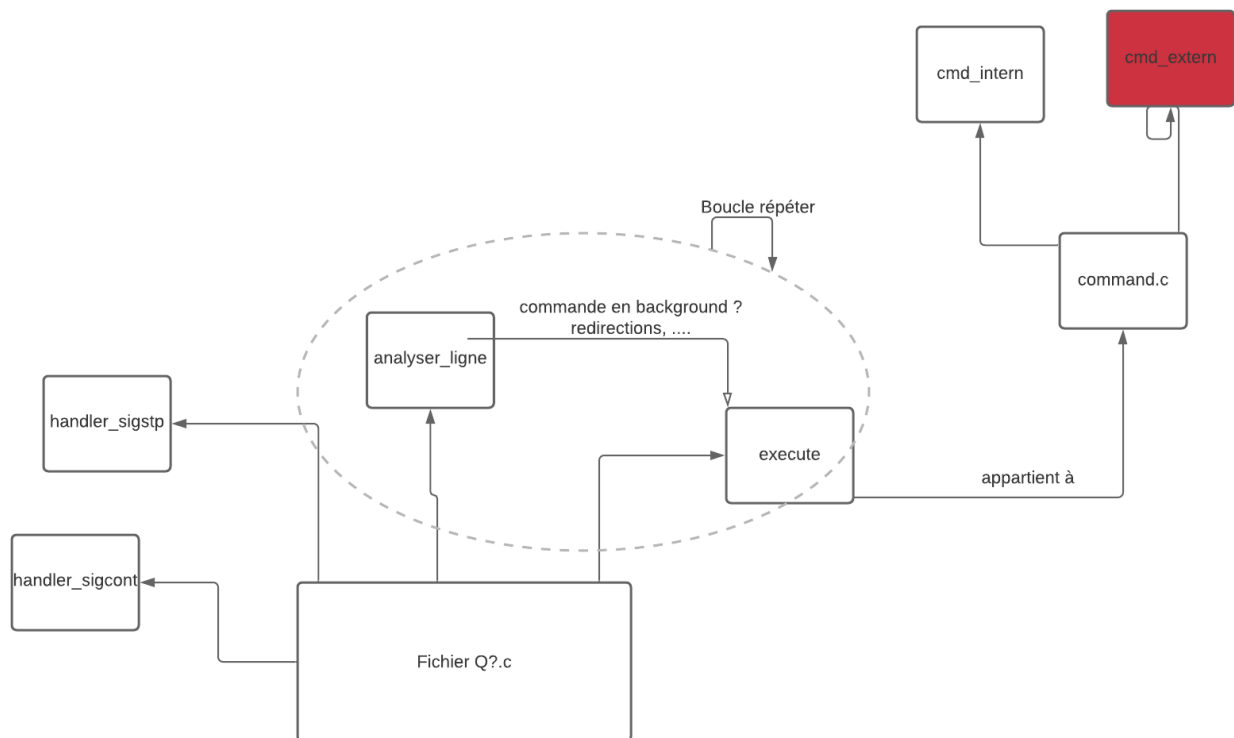 cmd_intern
cmd_extern
Boucle répéter
command.c
commande en background ?
redirections, ....
analyser_ligne
handler_sigstp
execute
appartient à
handler_sigcont
Fichier Q?.c